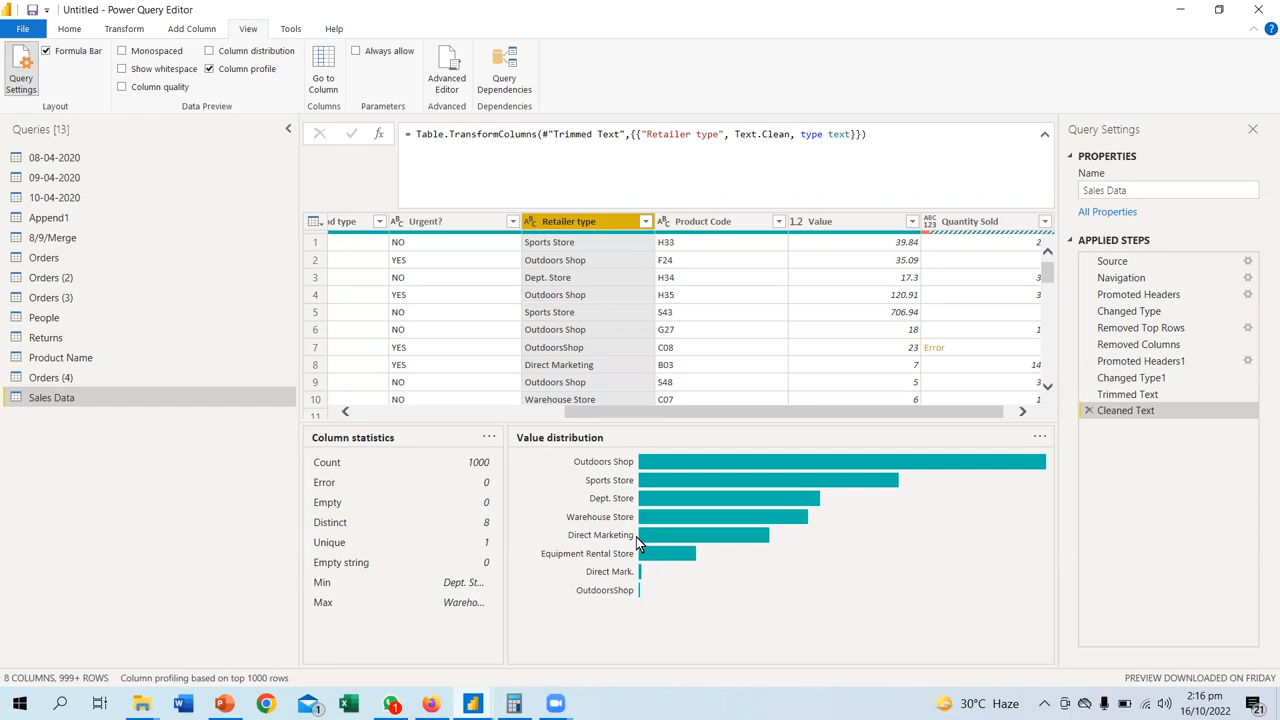 Untitled - Power Query Editor
File Home Transform Add Column View Tools Help
Query Settings
Formula Bar
Layout
Monospaced
Show whitespace
Column quality
Column distribution
Column profile
Data Preview
Go to Column
Columns
Always allow
Parameters
Advanced Editor
Advanced
Query Dependencies
Dependencies
Queries [13]
08-04-2020
09-04-2020
10-04-2020
Append1
8/9/Merge
Orders
Orders (2)
Orders (3)
People
Returns
Product Name
Orders (4)
Sales Data
fx = Table.TransformColumns(#"Trimmed Text",{{"Retailer type", Text.Clean, type text}})
d type ABC Urgent? ABC Retailer type ABC Product Code 1.2 Value ABC 123 Quantity Sold
1 NO Sports Store H33 39.84 2
2 YES Outdoors Shop F24 35.09
3 NO Dept. Store H34 17.3 3
4 YES Outdoors Shop H35 120.91 3
5 NO Sports Store S43 706.94
6 NO Outdoors Shop G27 18 1
7 YES OutdoorsShop C08 23 Error
8 YES Direct Marketing B03 7 14
9 NO Outdoors Shop S48 5 3
10 NO Warehouse Store C07 6 1
11
Column statistics
Count 1000
Error 0
Empty 0
Distinct 8
Unique 1
Empty string 0
Min Dept. St...
Max Wareho...
Value distribution
Outdoors Shop
Sports Store
Dept. Store
Warehouse Store
Direct Marketing
Equipment Rental Store
Direct Mark.
OutdoorsShop
Query Settings
PROPERTIES
Name
Sales Data
All Properties
APPLIED STEPS
Source
Navigation
Promoted Headers
Changed Type
Removed Top Rows
Removed Columns
Promoted Headers1
Changed Type1
Trimmed Text
Cleaned Text
8 COLUMNS, 999+ ROWS Column profiling based on top 1000 rows PREVIEW DOWNLOADED ON FRIDAY
30°C Haze
2:16 pm
16/10/2022
21